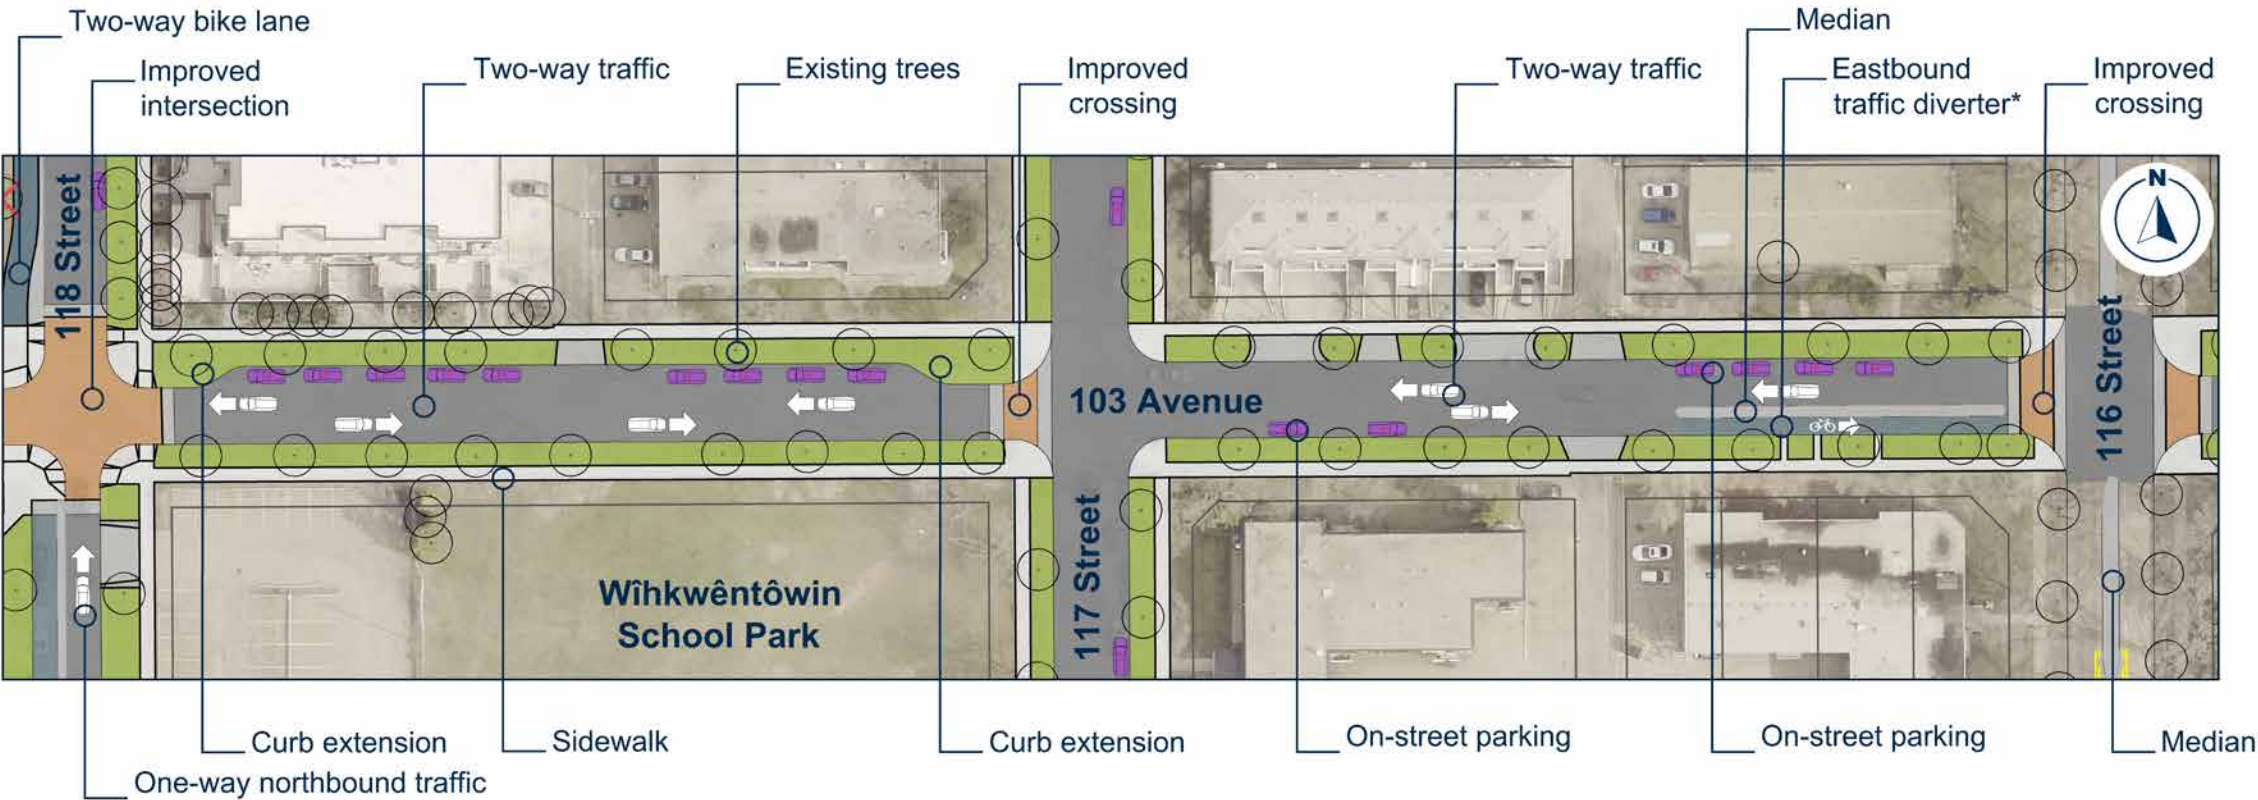 Two-way bike lane
Improved
intersection
Two-way traffic
Existing trees
Improved
crossing
Two-way traffic
Median
Eastbound
traffic diverter*
Improved
crossing
N
118 Street
103 Avenue
116 Street
117 Street
Wîhkwêntôwin
School Park
Curb extension
Sidewalk
Curb extension
On-street parking
On-street parking
Median
One-way northbound traffic